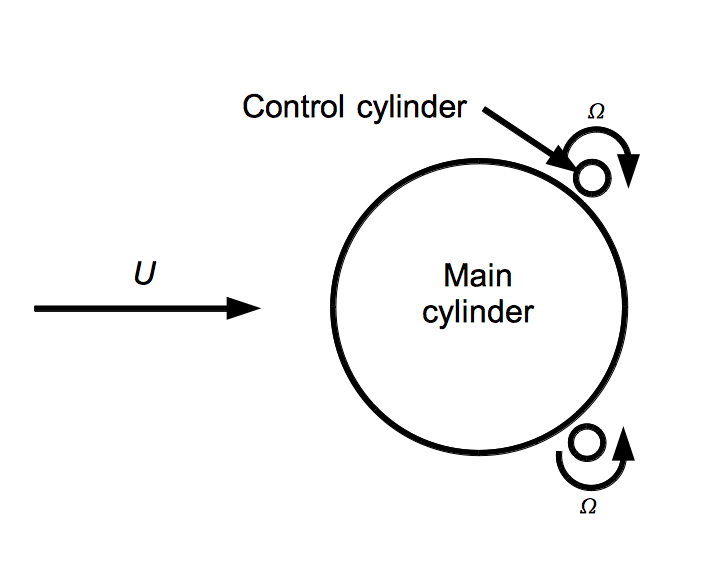 Control cylinder
Ω
U
Main
cylinder
Ω